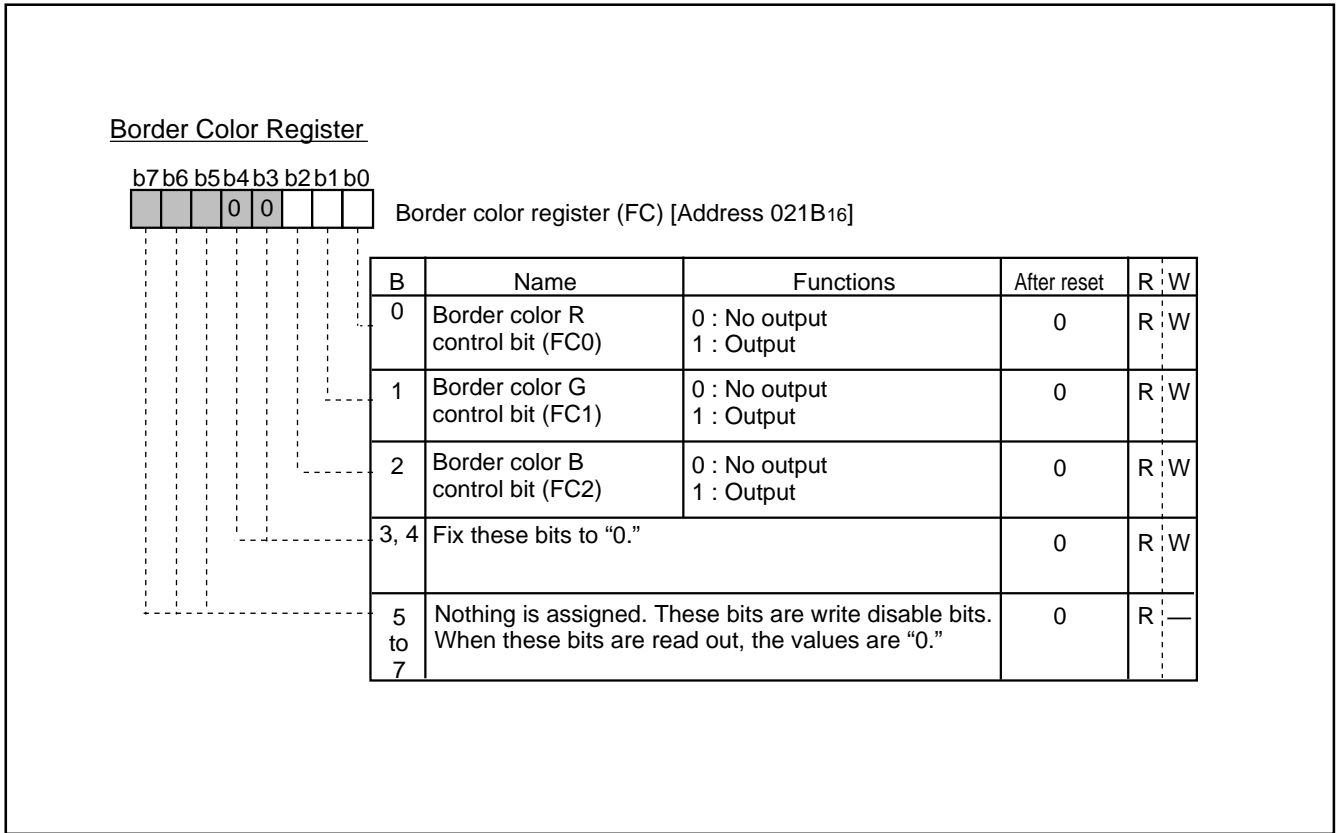 Border Color Register
b7 b6 b5 b4 b3 b2 b1 b0
0 0
Border color register (FC) [Address 021B16]
B Name Functions After reset R W
0 Border color R control bit (FC0) 0 : No output 1 : Output 0 R W
1 Border color G control bit (FC1) 0 : No output 1 : Output 0 R W
2 Border color B control bit (FC2) 0 : No output 1 : Output 0 R W
3, 4 Fix these bits to “0.” 0 R W
5 to 7 Nothing is assigned. These bits are write disable bits. When these bits are read out, the values are “0.” 0 R —